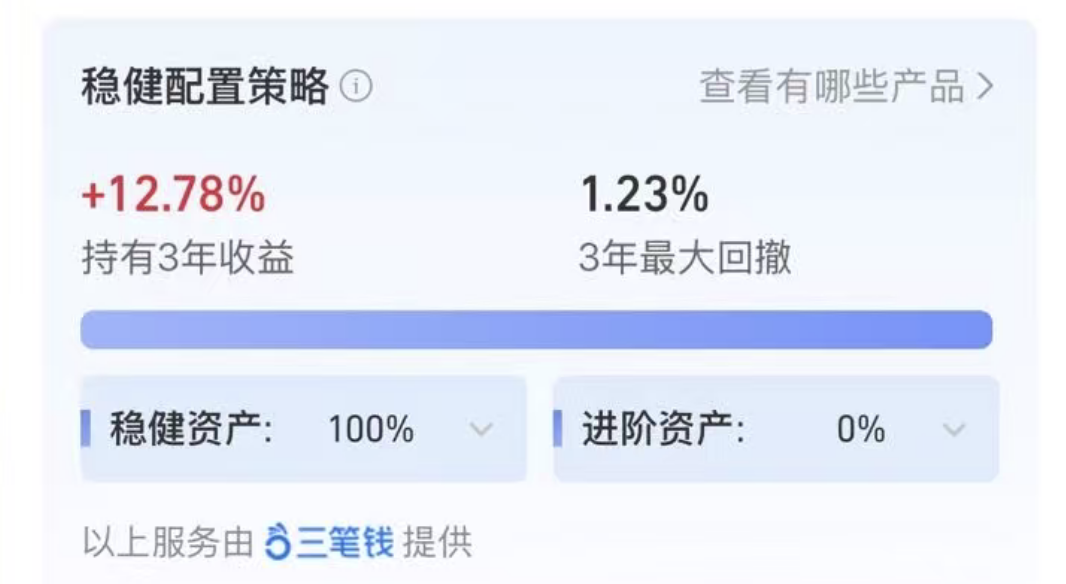 稳健配置策略 查看有哪些产品
+12.78% 1.23%
持有3年收益 3年最大回撤
稳健资产: 100% 进阶资产: 0%
以上服务由 三笔钱 提供